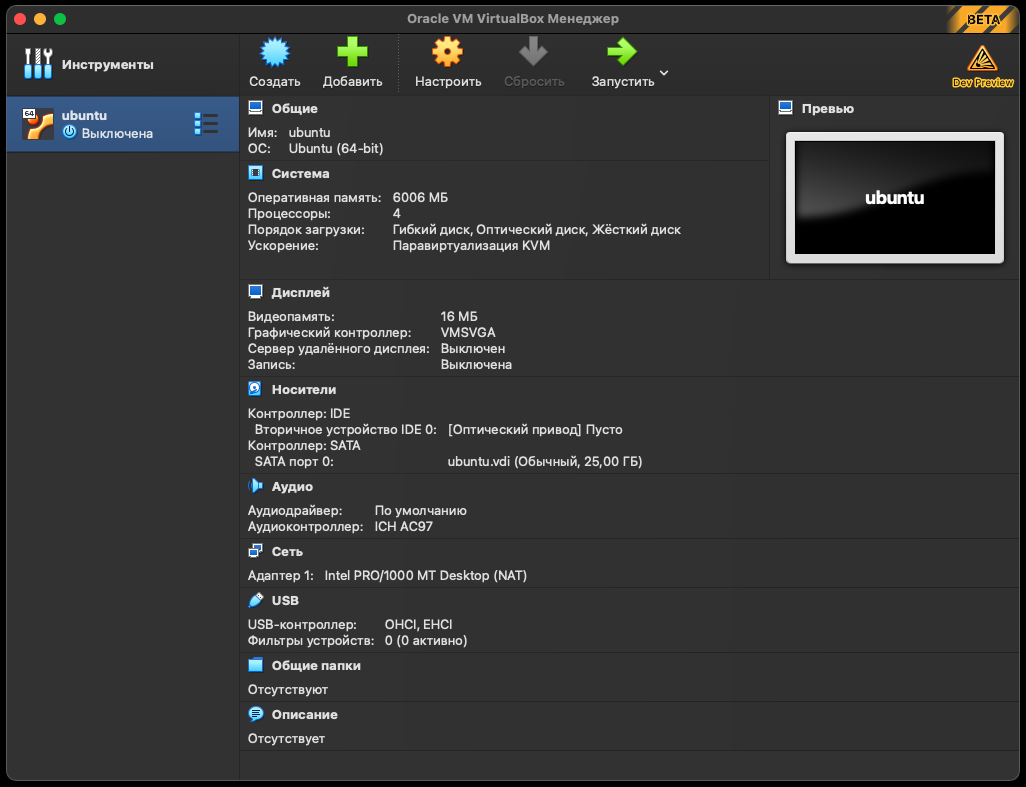 Oracle VM VirtualBox Менеджер
BETA
Инструменты
Создать
Добавить
Настроить
Сбросить
Запустить
Dev Preview
64
ubuntu
Выключена
Общие
Имя: ubuntu
ОС: Ubuntu (64-bit)
Превью
ubuntu
Система
Оперативная память: 6006 МБ
Процессоры: 4
Порядок загрузки: Гибкий диск, Оптический диск, Жёсткий диск
Ускорение: Паравиртуализация KVM
Дисплей
Видеопамять: 16 МБ
Графический контроллер: VMSVGA
Сервер удалённого дисплея: Выключен
Запись: Выключена
Носители
Контроллер: IDE
Вторичное устройство IDE 0: [Оптический привод] Пусто
Контроллер: SATA
SATA порт 0: ubuntu.vdi (Обычный, 25,00 ГБ)
Аудио
Аудиодрайвер: По умолчанию
Аудиоконтроллер: ICH AC97
Сеть
Адаптер 1: Intel PRO/1000 MT Desktop (NAT)
USB
USB-контроллер: OHCI, EHCI
Фильтры устройств: 0 (0 активно)
Общие папки
Отсутствуют
Описание
Отсутствует